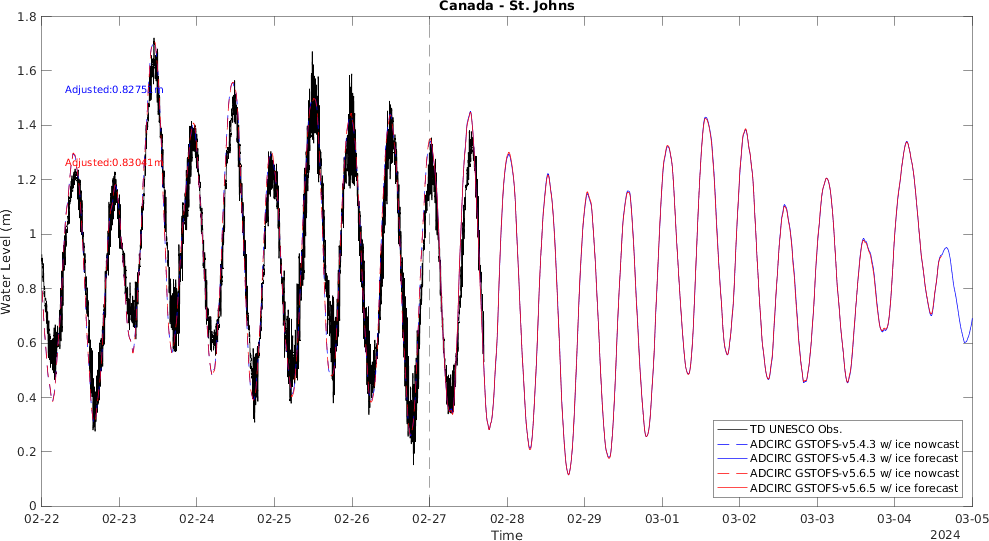 Canada - St. Johns
1.8
1.6
1.4
1.2
1
0.8
0.6
0.4
0.2
0
Water Level (m)
Adjusted:0.82751m
Adjusted:0.83041m
TD UNESCO Obs.
ADCIRC GSTOFS-v5.4.3 w/ ice nowcast
ADCIRC GSTOFS-v5.4.3 w/ ice forecast
ADCIRC GSTOFS-v5.6.5 w/ ice nowcast
ADCIRC GSTOFS-v5.6.5 w/ ice forecast
02-22 02-23 02-24 02-25 02-26 02-27 02-28 02-29 03-01 03-02 03-03 03-04 03-05
Time
2024